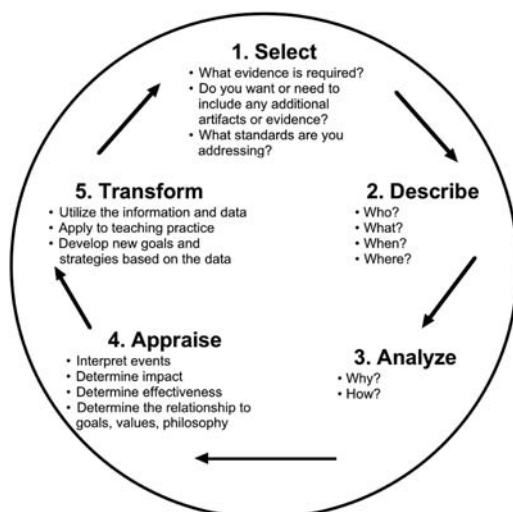 1. Select
• What evidence is required?
• Do you want or need to
include any additional
artifacts or evidence?
• What standards are you
addressing?
5. Transform
• Utilize the information and data
• Apply to teaching practice
• Develop new goals and
strategies based on the data
2. Describe
• Who?
• What?
• When?
• Where?
4. Appraise
• Interpret events
• Determine impact
• Determine effectiveness
• Determine the relationship to
goals, values, philosophy
3. Analyze
• Why?
• How?